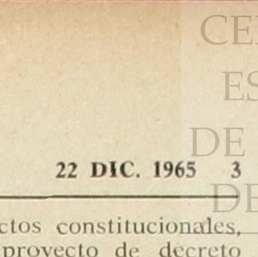 CE
ES
DE
22 DIC. 1965 3
DE
ctos constitucionales,
proyecto de decreto